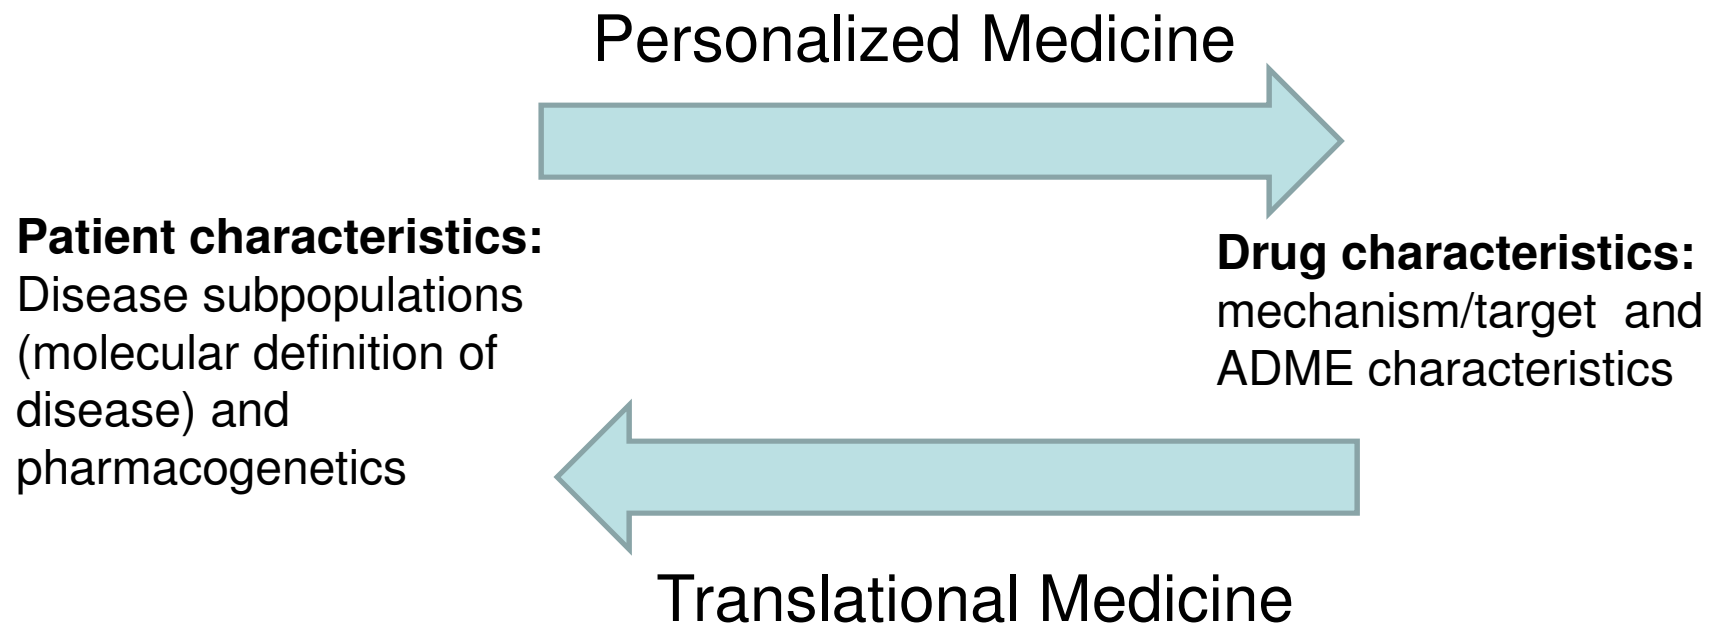 Personalized Medicine
Patient characteristics:
Disease subpopulations
(molecular definition of
disease) and
pharmacogenetics
Drug characteristics:
mechanism/target and
ADME characteristics
Translational Medicine